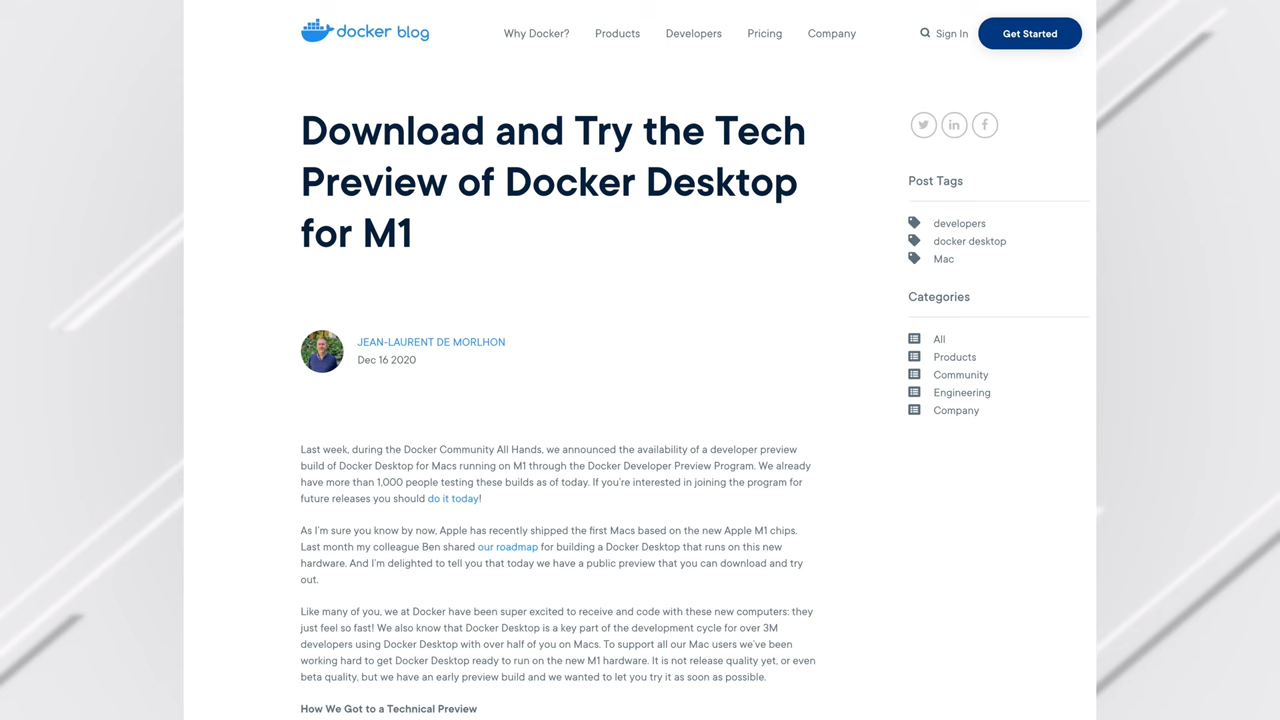 docker blog
Why Docker?
Products
Developers
Pricing
Company
Sign In
Get Started
Download and Try the Tech
Preview of Docker Desktop
for M1
JEAN-LAURENT DE MORLHON
Dec 16 2020
Last week, during the Docker Community All Hands, we announced the availability of a developer preview
build of Docker Desktop for Macs running on M1 through the Docker Developer Preview Program. We already
have more than 1,000 people testing these builds as of today. If you're interested in joining the program for
future releases you should do it today!
As I'm sure you know by now, Apple has recently shipped the first Macs based on the new Apple M1 chips.
Last month my colleague Ben shared our roadmap for building a Docker Desktop that runs on this new
hardware. And I'm delighted to tell you that today we have a public preview that you can download and try
out.
Like many of you, we at Docker have been super excited to receive and code with these new computers: they
just feel so fast! We also know that Docker Desktop is a key part of the development cycle for over 3M
developers using Docker Desktop with over half of you on Macs. To support all our Mac users we've been
working hard to get Docker Desktop ready to run on the new M1 hardware. It is not release quality yet, or even
beta quality, but we have an early preview build and we wanted to let you try it as soon as possible.
How We Got to a Technical Preview
Post Tags
developers
docker desktop
Mac
Categories
All
Products
Community
Engineering
Company